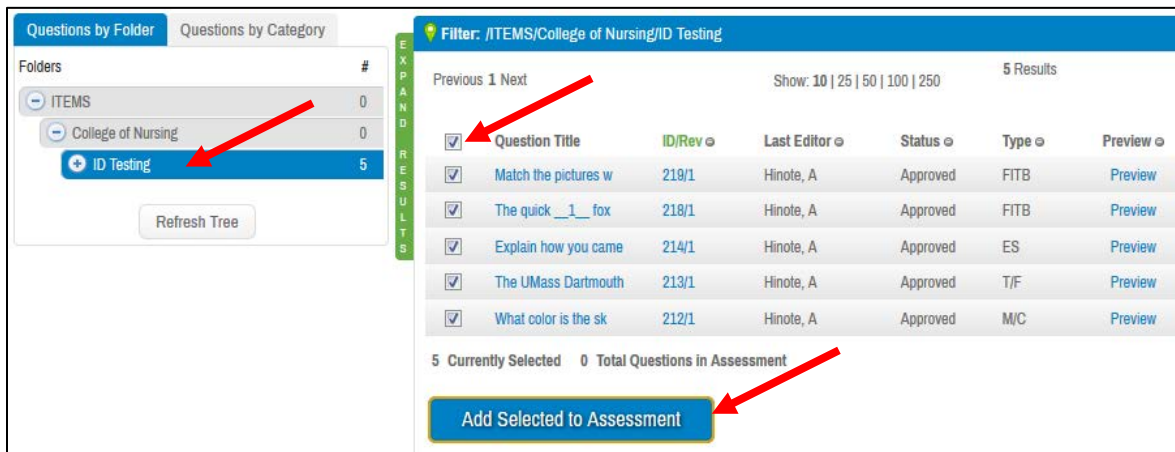 Questions by Folder Questions by Category
Folders #
ITEMS 0
College of Nursing 0
ID Testing 5
Refresh Tree
EXPAND RESULTS
Filter: /ITEMS/College of Nursing/ID Testing
Previous 1 Next Show: 10 | 25 | 50 | 100 | 250 5 Results
Question Title ID/Rev Last Editor Status Type Preview
Match the pictures w 219/1 Hinote, A Approved FITB Preview
The quick __1__ fox 218/1 Hinote, A Approved FITB Preview
Explain how you came 214/1 Hinote, A Approved ES Preview
The UMass Dartmouth 213/1 Hinote, A Approved T/F Preview
What color is the sk 212/1 Hinote, A Approved M/C Preview
5 Currently Selected 0 Total Questions in Assessment
Add Selected to Assessment